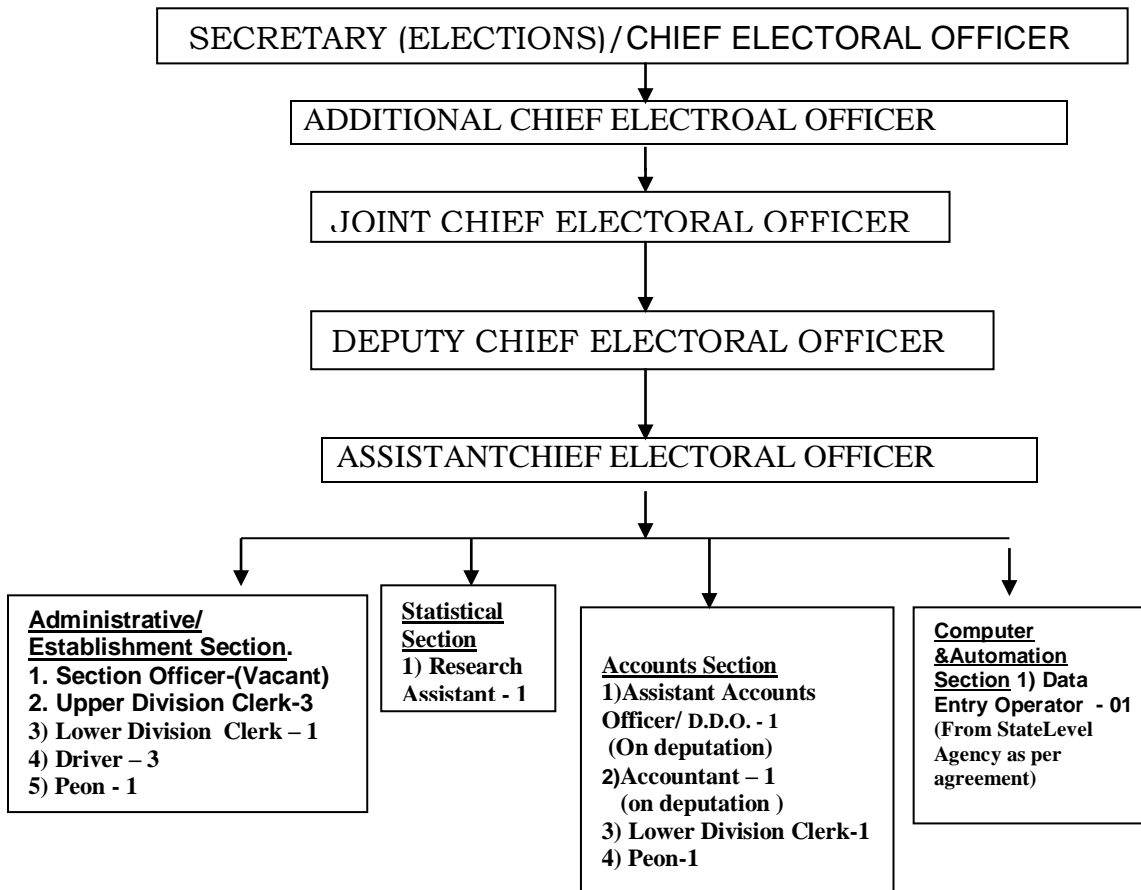 SECRETARY (ELECTIONS)/CHIEF ELECTORAL OFFICER
ADDITIONAL CHIEF ELECTROAL OFFICER
JOINT CHIEF ELECTORAL OFFICER
DEPUTY CHIEF ELECTORAL OFFICER
ASSISTANTCHIEF ELECTORAL OFFICER
Administrative/
Establishment Section.
1. Section Officer-(Vacant)
2. Upper Division Clerk-3
3) Lower Division Clerk – 1
4) Driver – 3
5) Peon - 1
Statistical
Section
1) Research
Assistant - 1
Accounts Section
1)Assistant Accounts
Officer/ D.D.O. - 1
(On deputation)
2)Accountant – 1
(on deputation )
3) Lower Division Clerk-1
4) Peon-1
Computer
&Automation
Section 1) Data
Entry Operator - 01
(From StateLevel
Agency as per
agreement)